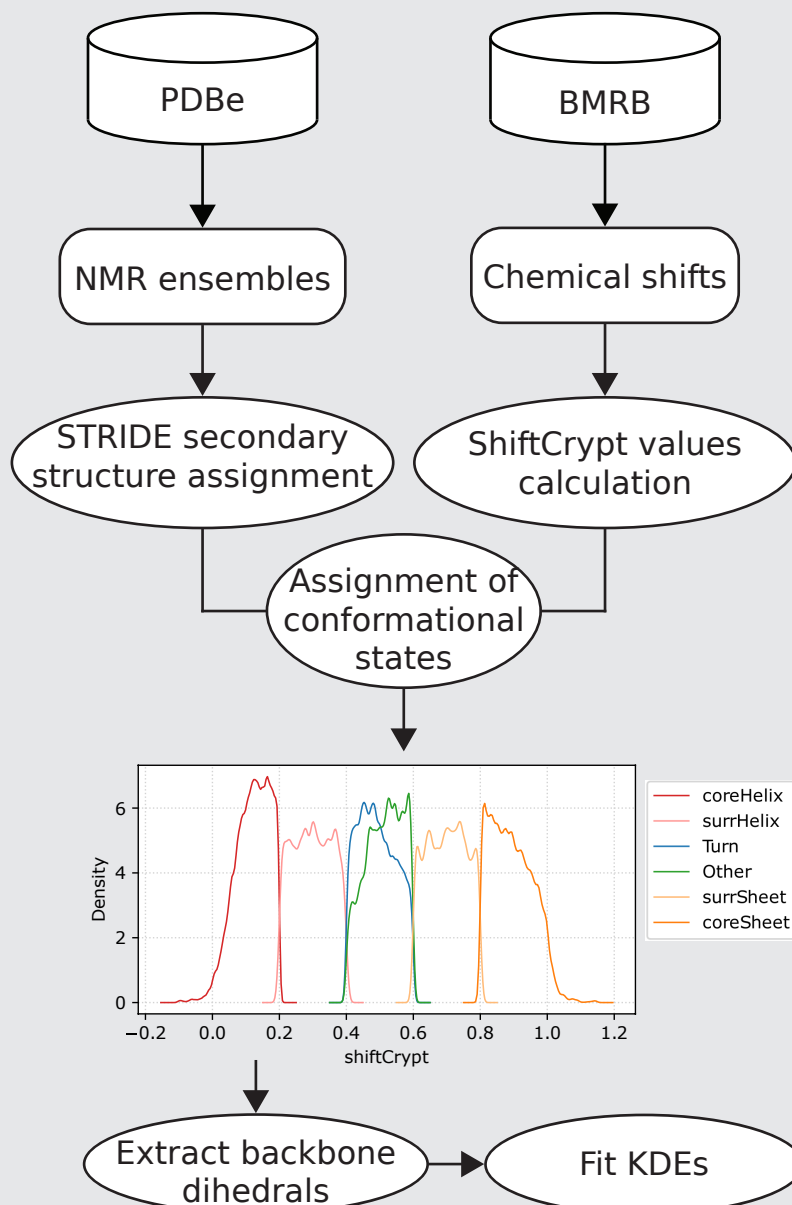 PDBe
BMRB
NMR ensembles
Chemical shifts
STRIDE secondary
structure assignment
ShiftCrypt values
calculation
Assignment of
conformational
states
6
4
2
0
Density
−0.2 0.0 0.2 0.4 0.6 0.8 1.0 1.2
shiftCrypt
coreHelix
surrHelix
Turn
Other
surrSheet
coreSheet
Extract backbone
dihedrals
Fit KDEs